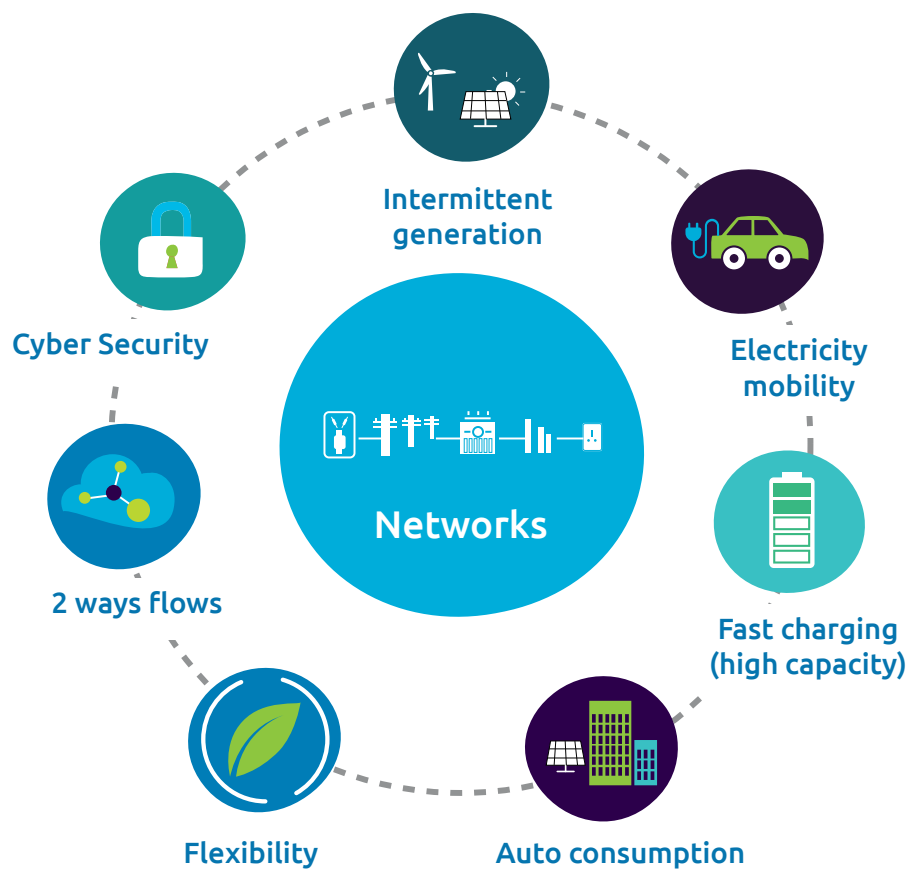 Intermittent
generation
Cyber Security
Electricity
mobility
Networks
2 ways flows
Fast charging
(high capacity)
Flexibility
Auto consumption